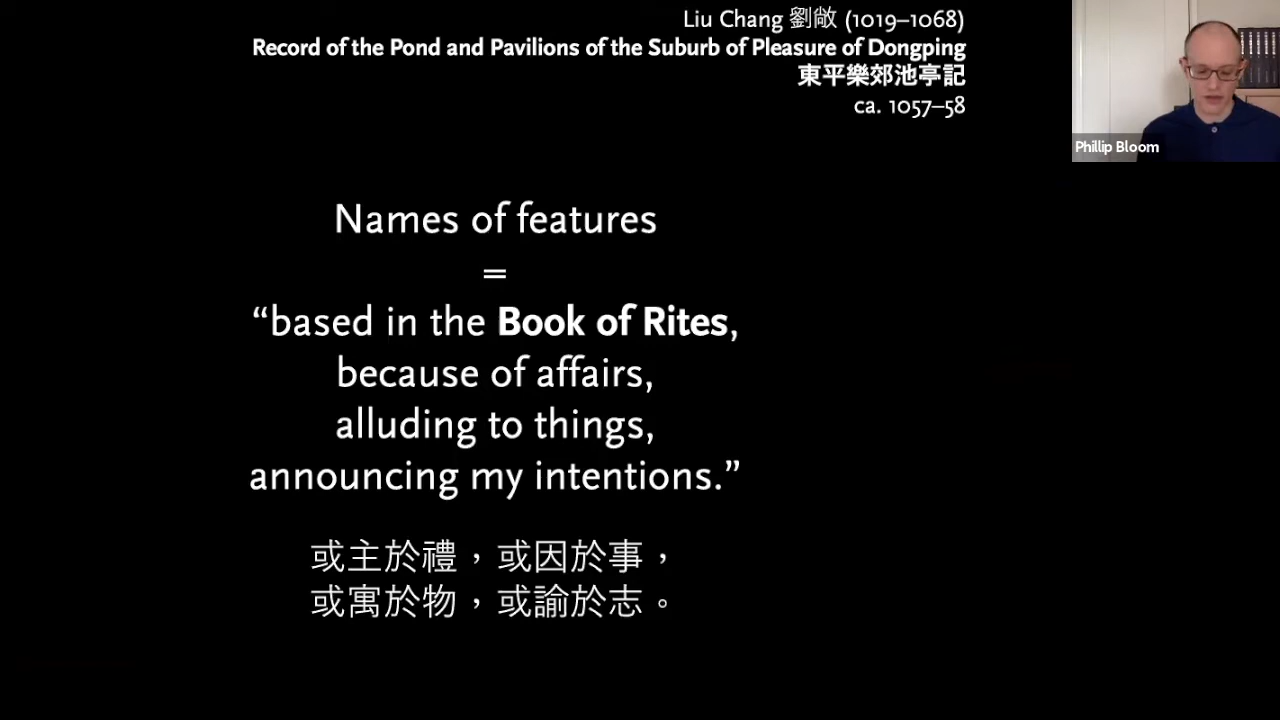 Liu Chang 劉敞 (1019–1068)
Record of the Pond and Pavilions of the Suburb of Pleasure of Dongping
東平樂郊池亭記
ca. 1057–58
Phillip Bloom
Names of features
=
“based in the Book of Rites,
because of affairs,
alluding to things,
announcing my intentions.”
或主於禮，或因於事，
或寓於物，或諭於志。